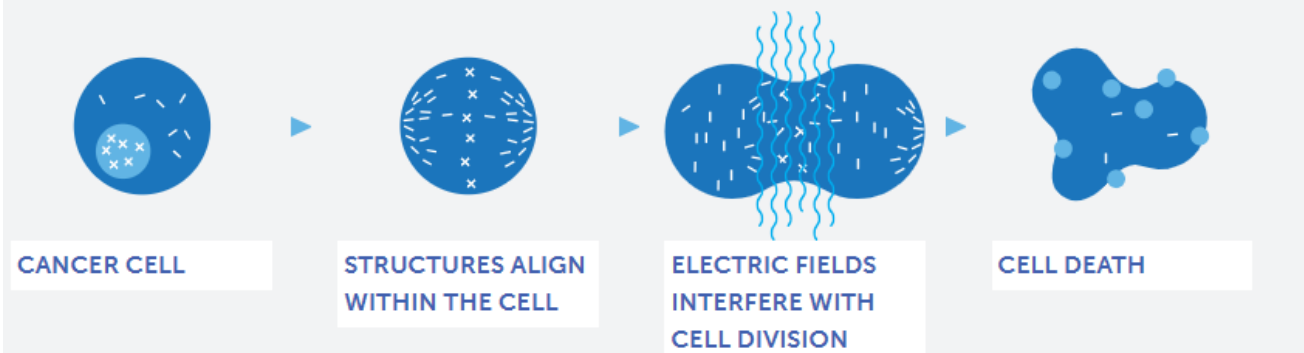 CANCER CELL
STRUCTURES ALIGN
WITHIN THE CELL
ELECTRIC FIELDS
INTERFERE WITH
CELL DIVISION
CELL DEATH